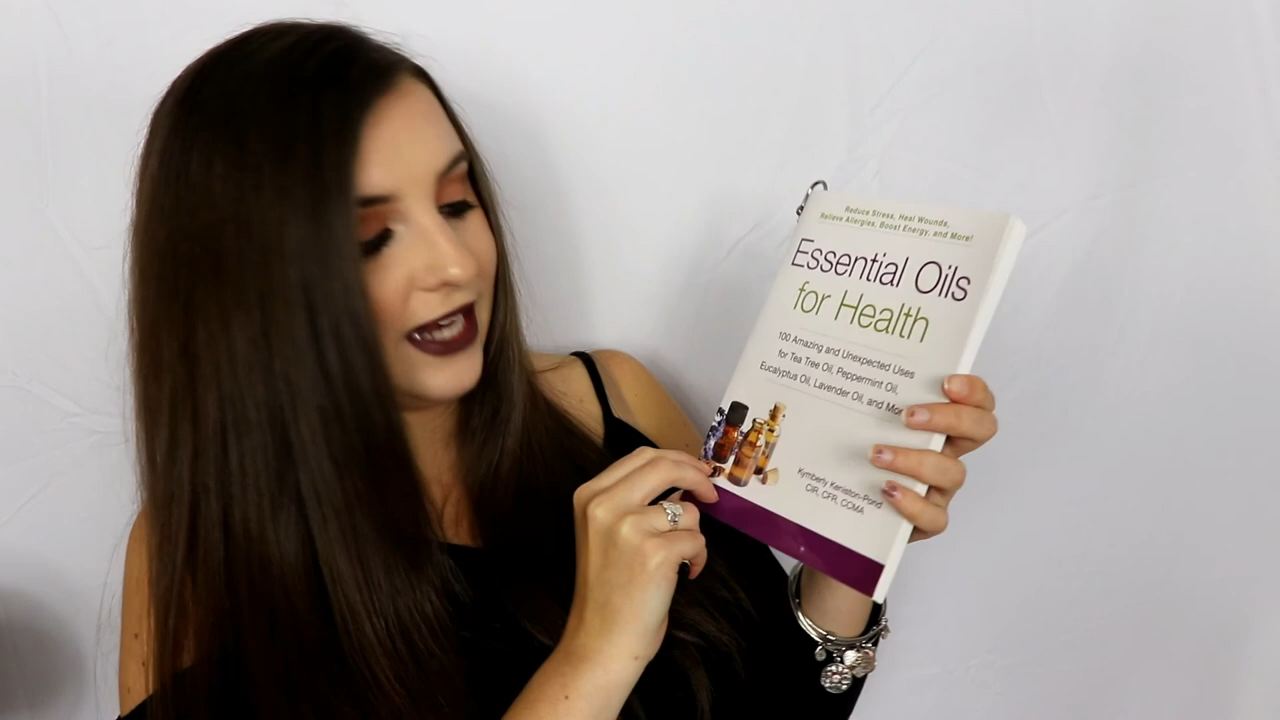 Reduce Stress, Heal Wounds,
Relieve Allergies, Boost Energy, and More!
Essential Oils
for Health
100 Amazing and Unexpected Uses
for Tea Tree Oil, Peppermint Oil,
Eucalyptus Oil, Lavender Oil, and Mor
Kymberly Keniston-Pond
CIR, CFR, CCMA